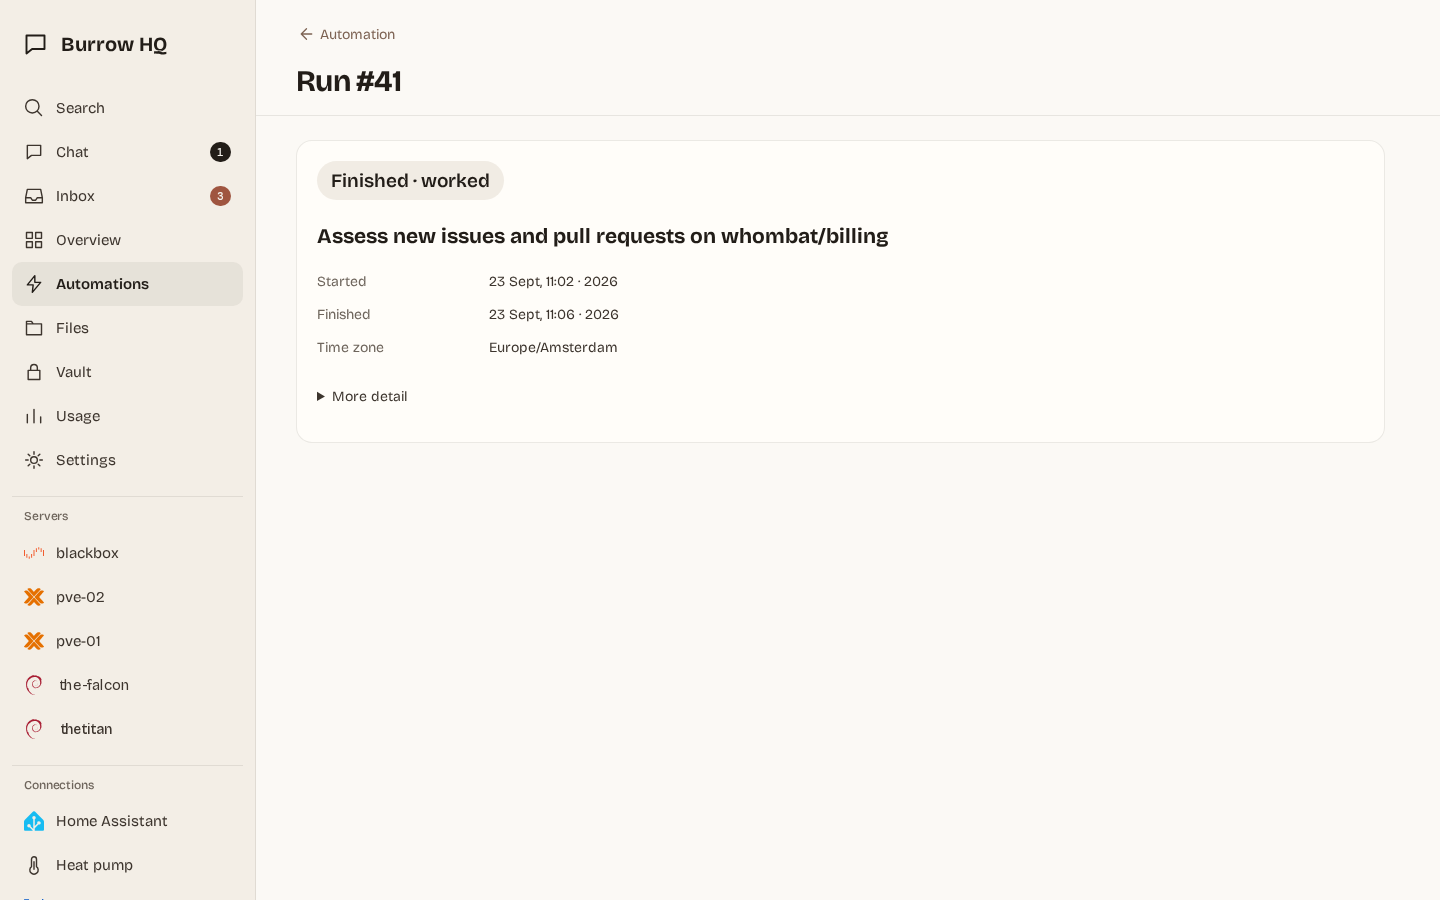 Burrow HQ
Search
Chat 1
Inbox 3
Overview
Automations
Files
Vault
Usage
Settings
Servers
blackbox
pve-02
pve-01
the-falcon
thetitan
Connections
Home Assistant
Heat pump
Automation
Run #41
Finished · worked
Assess new issues and pull requests on whombat/billing
Started 23 Sept, 11:02 · 2026
Finished 23 Sept, 11:06 · 2026
Time zone Europe/Amsterdam
More detail